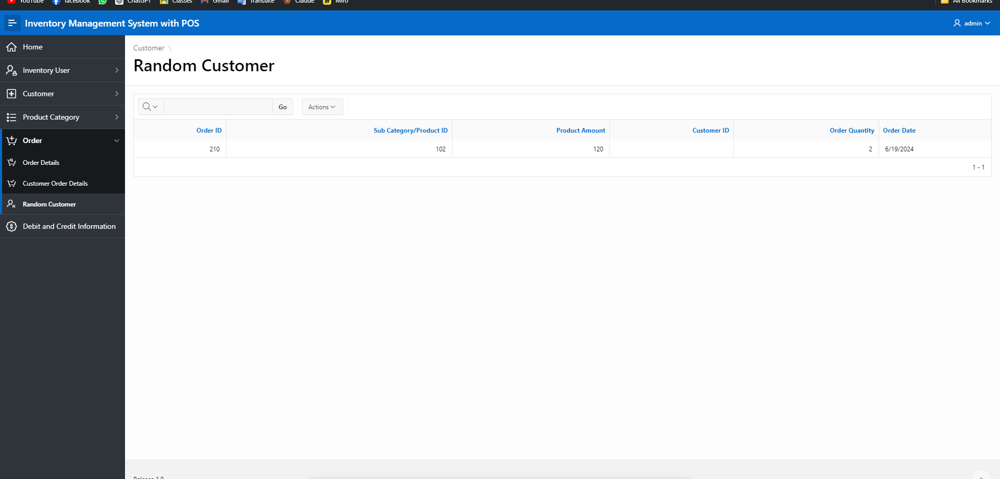 YouTube facebook ChatGPT Classes Gmail Translate Claude Miro All Bookmarks
Inventory Management System with POS admin
Home
Inventory User
Customer
Product Category
Order
Order Details
Customer Order Details
Random Customer
Debit and Credit Information
Customer \
Random Customer
Go Actions
Order ID Sub Category/Product ID Product Amount Customer ID Order Quantity Order Date
210 102 120 2 6/19/2024
1 - 1
Release 1.0